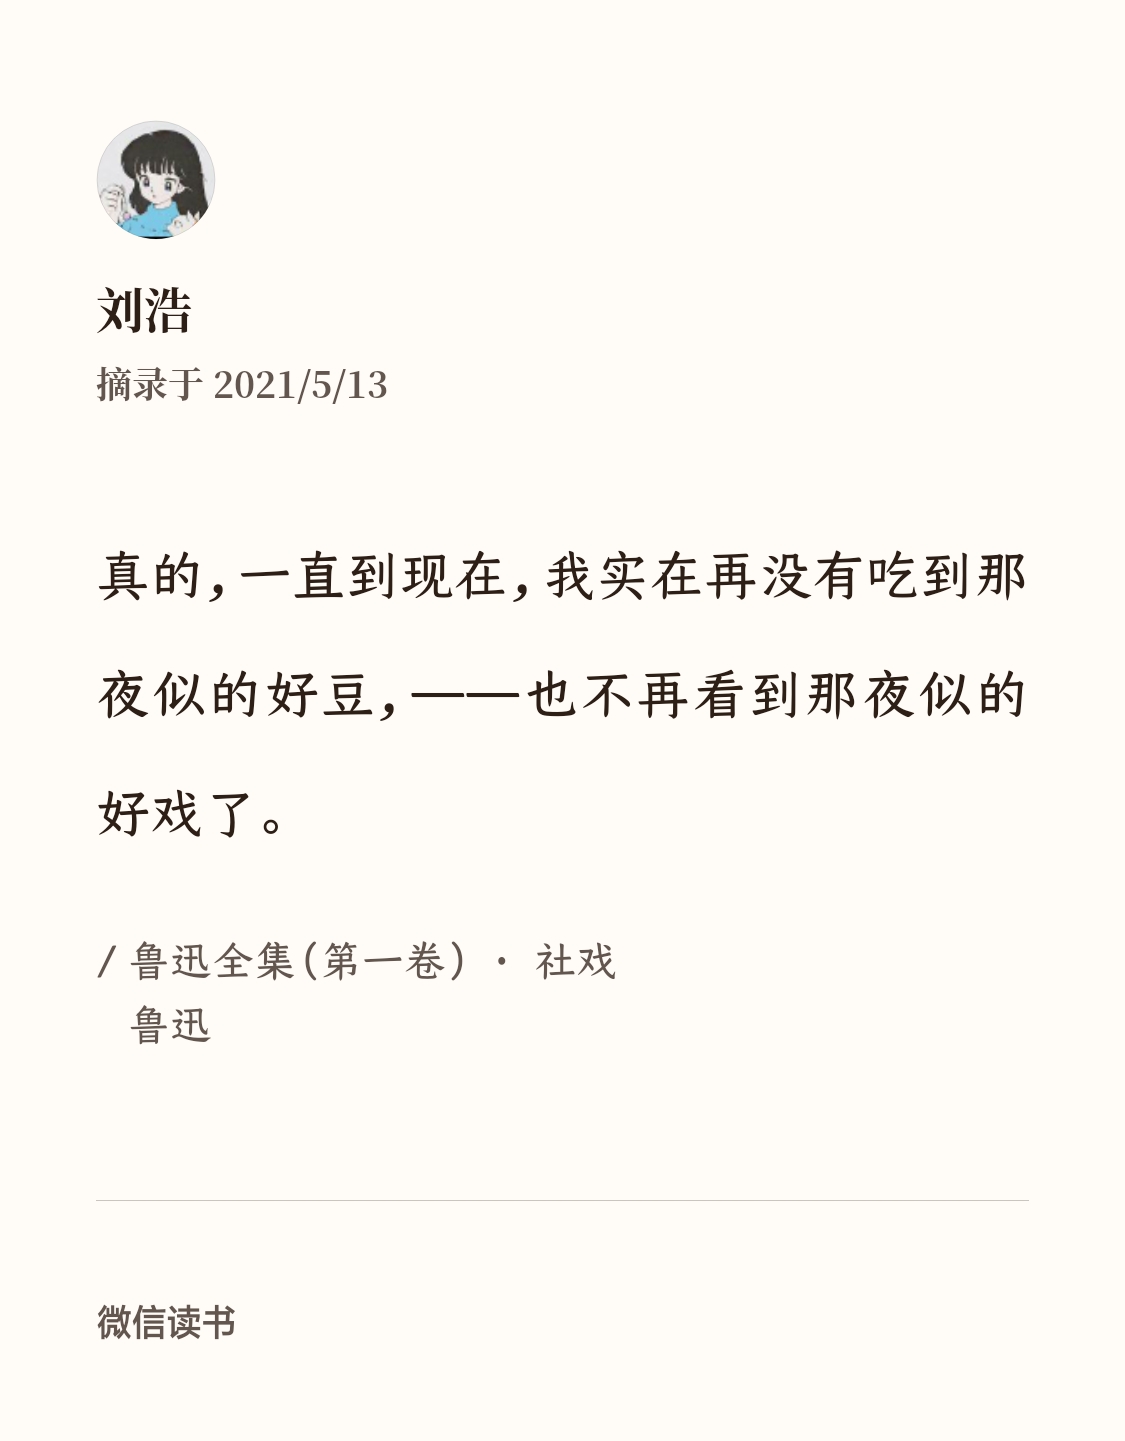 刘浩
摘录于 2021/5/13
真的，一直到现在，我实在再没有吃到那
夜似的好豆，——也不再看到那夜似的
好戏了。
/ 鲁迅全集(第一卷) · 社戏
鲁迅
微信读书